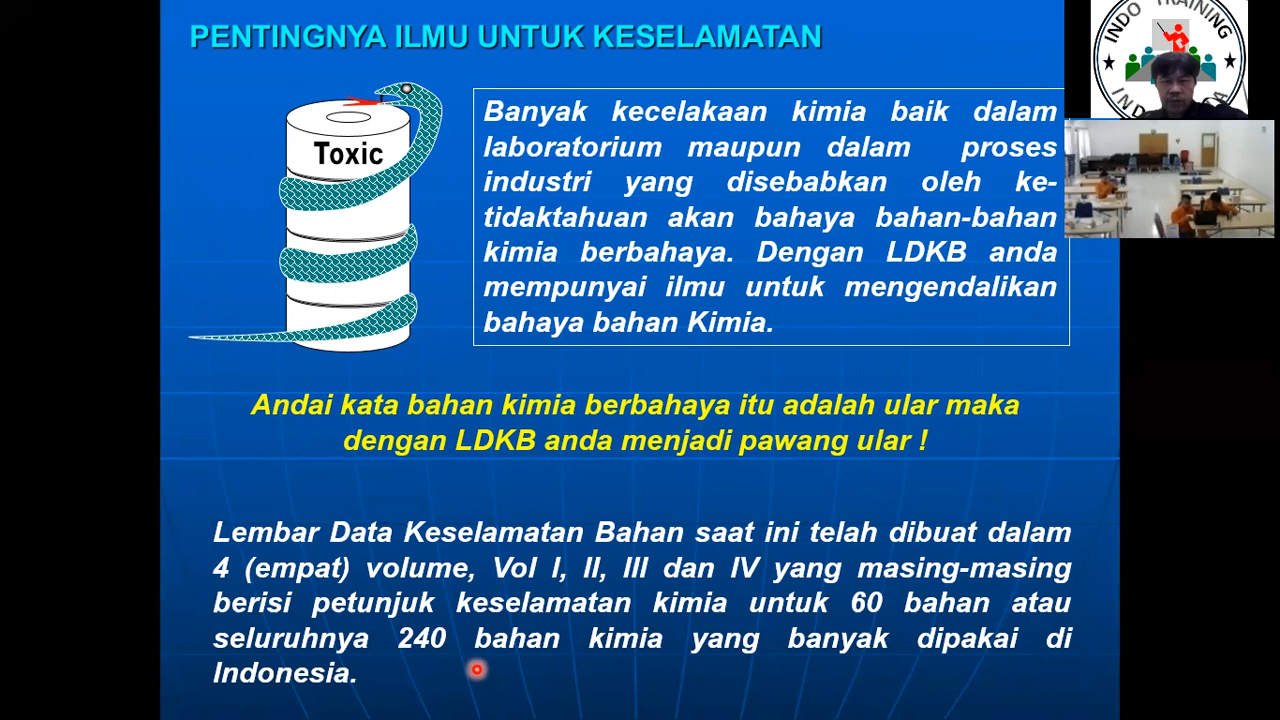 PENTINGNYA ILMU UNTUK KESELAMATAN
INDO TRAINING
Toxic
Banyak kecelakaan kimia baik dalam
laboratorium maupun dalam proses
industri yang disebabkan oleh ke-
tidaktahuan akan bahaya bahan-bahan
kimia berbahaya. Dengan LDKB anda
mempunyai ilmu untuk mengendalikan
bahaya bahan Kimia.
Andai kata bahan kimia berbahaya itu adalah ular maka
dengan LDKB anda menjadi pawang ular !
Lembar Data Keselamatan Bahan saat ini telah dibuat dalam
4 (empat) volume, Vol I, II, III dan IV yang masing-masing
berisi petunjuk keselamatan kimia untuk 60 bahan atau
seluruhnya 240 bahan kimia yang banyak dipakai di
Indonesia.